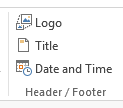 Logo
Title
Date and Time
Header / Footer